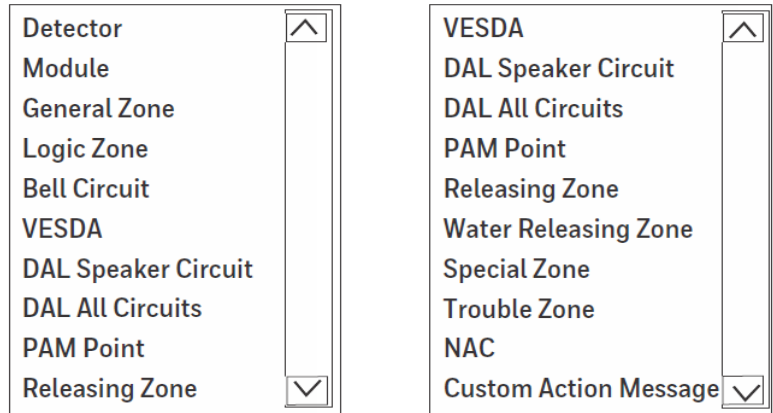 Detector
Module
General Zone
Logic Zone
Bell Circuit
VESDA
DAL Speaker Circuit
DAL All Circuits
PAM Point
Releasing Zone
VESDA
DAL Speaker Circuit
DAL All Circuits
PAM Point
Releasing Zone
Water Releasing Zone
Special Zone
Trouble Zone
NAC
Custom Action Message